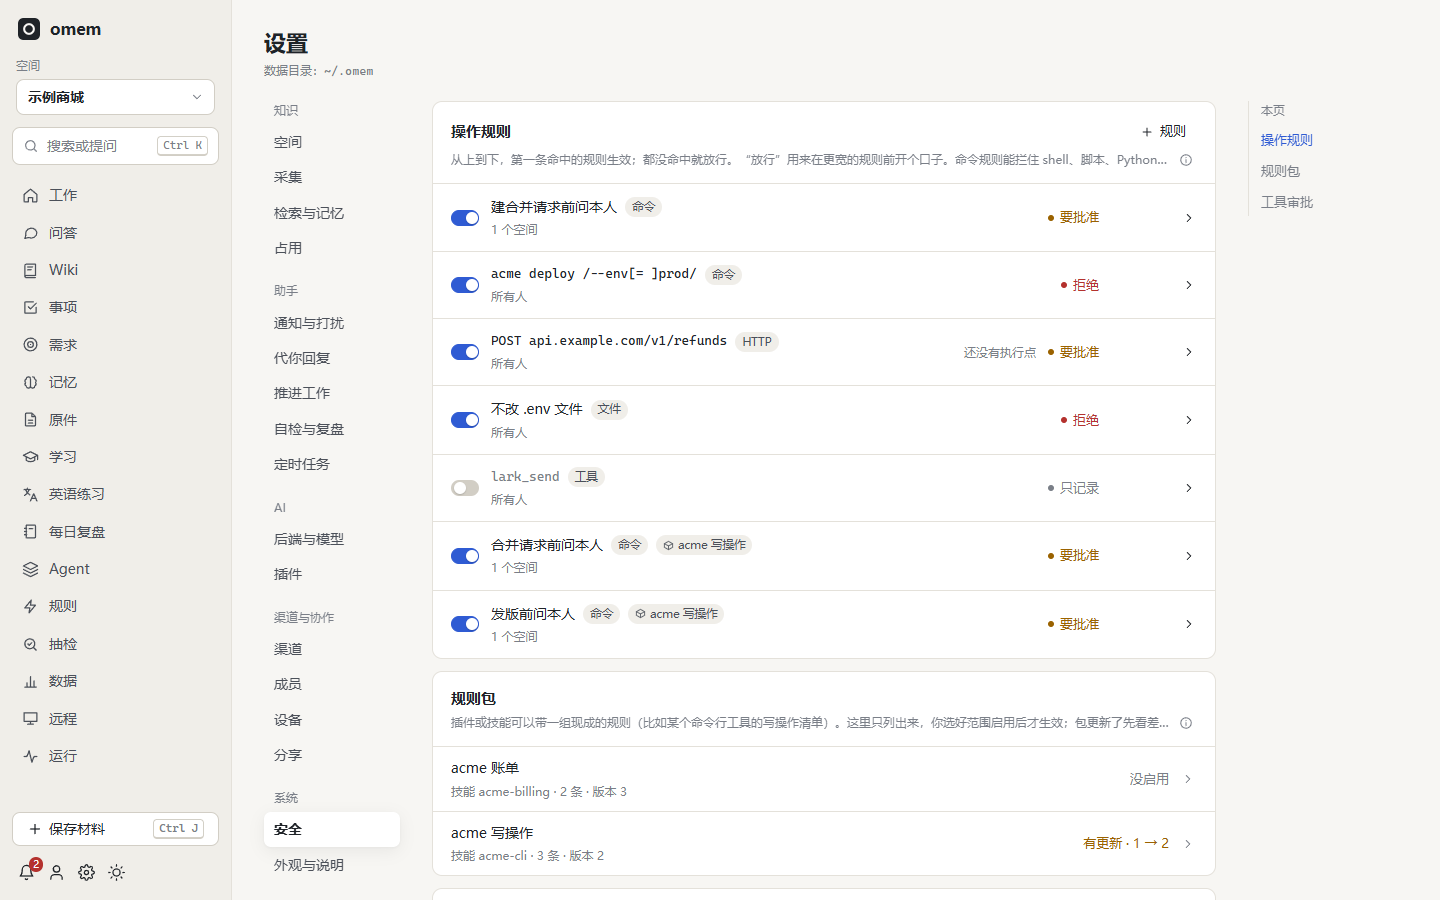 omem
空间
示例商城
搜索或提问 Ctrl K
工作
问答
Wiki
事项
需求
记忆
原件
学习
英语练习
每日复盘
Agent
规则
抽检
数据
远程
运行
保存材料 Ctrl J
2
设置
数据目录: ~/.omem
知识
空间
采集
检索与记忆
占用
助手
通知与打扰
代你回复
推进工作
自检与复盘
定时任务
AI
后端与模型
插件
渠道与协作
渠道
成员
设备
分享
系统
安全
外观与说明
操作规则
规则
从上到下，第一条命中的规则生效；都没命中就放行。“放行”用来在更宽的规则前开个口子。命令规则能拦住 shell、脚本、Python...
建合并请求前问本人 命令
1 个空间
要批准
acme deploy /--env[= ]prod/ 命令
所有人
拒绝
POST api.example.com/v1/refunds HTTP
所有人
还没有执行点 要批准
不改 .env 文件 文件
所有人
拒绝
lark_send 工具
所有人
只记录
合并请求前问本人 命令 acme 写操作
1 个空间
要批准
发版前问本人 命令 acme 写操作
1 个空间
要批准
规则包
插件或技能可以带一组现成的规则（比如某个命令行工具的写操作清单）。这里只列出来，你选好范围启用后才生效；包更新了先看差...
acme 账单
技能 acme-billing · 2 条 · 版本 3
没启用
acme 写操作
技能 acme-cli · 3 条 · 版本 2
有更新 · 1 → 2
本页
操作规则
规则包
工具审批